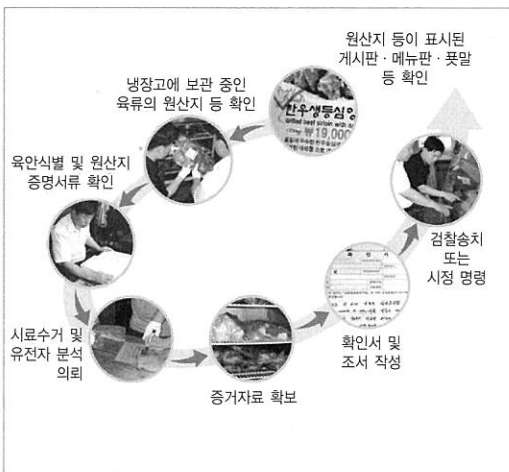 원산지 등이 표시된
게시판·메뉴판·푯말
등 확인
한우생등심
₩19,000
냉장고에 보관 중인
육류의 원산지 등 확인
육안식별 및 원산지
증명서류 확인
시료수거 및
유전자 분석
의뢰
증거자료 확보
확인서 및
조서 작성
검찰송치
또는
시정 명령